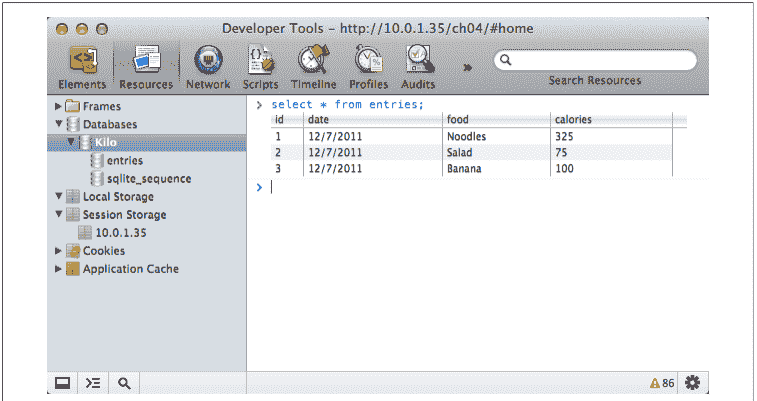 Developer Tools – http://10.0.1.35/ch04/#home
Elements Resources Network Scripts Timeline Profiles Audits » Search Resources
Frames
Databases
Kilo
entries
sqlite_sequence
Local Storage
Session Storage
10.0.1.35
Cookies
Application Cache
> select * from entries;
id date food calories
1 12/7/2011 Noodles 325
2 12/7/2011 Salad 75
3 12/7/2011 Banana 100
>
86